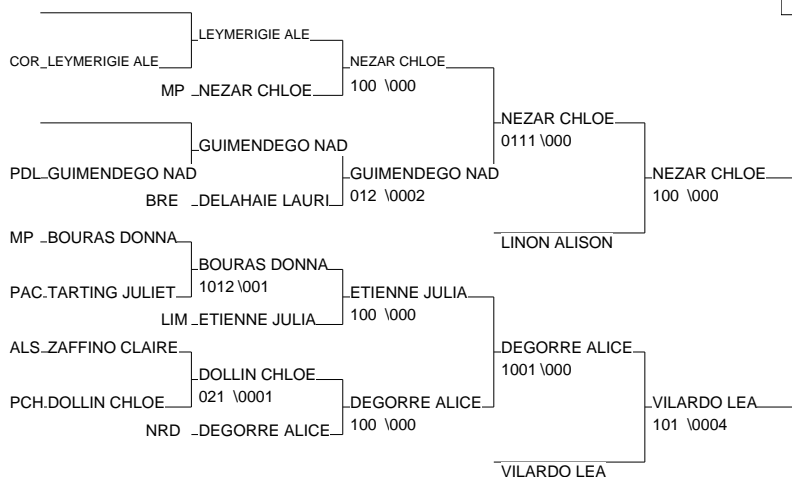 LEYMERIGIE ALE
COR LEYMERIGIE ALE
NEZAR CHLOE
100 \000
MP NEZAR CHLOE
NEZAR CHLOE
0111 \000
GUIMENDEGO NAD
PDL GUIMENDEGO NAD
GUIMENDEGO NAD
012 \0002
NEZAR CHLOE
100 \000
BRE DELAHAIE LAURI
MP BOURAS DONNA
LINON ALISON
BOURAS DONNA
1012 \001
PAC TARTING JULIET
ETIENNE JULIA
100 \000
LIM ETIENNE JULIA
ALS ZAFFINO CLAIRE
DEGORRE ALICE
1001 \000
DOLLIN CHLOE
021 \0001
PCH DOLLIN CHLOE
DEGORRE ALICE
100 \000
VILARDO LEA
101 \0004
NRD DEGORRE ALICE
VILARDO LEA